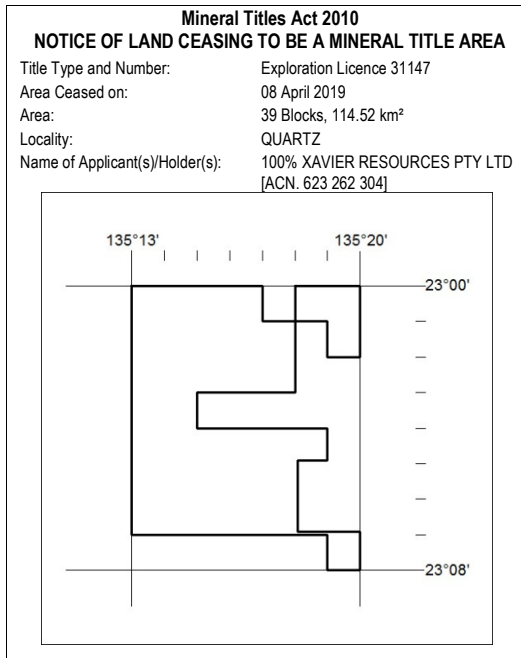 Mineral Titles Act 2010
NOTICE OF LAND CEASING TO BE A MINERAL TITLE AREA
Title Type and Number: Exploration Licence 31147
Area Ceased on: 08 April 2019
Area: 39 Blocks, 114.52 km²
Locality: QUARTZ
Name of Applicant(s)/Holder(s): 100% XAVIER RESOURCES PTY LTD
[ACN. 623 262 304]
135°13' 135°20'
23°00'
23°08'